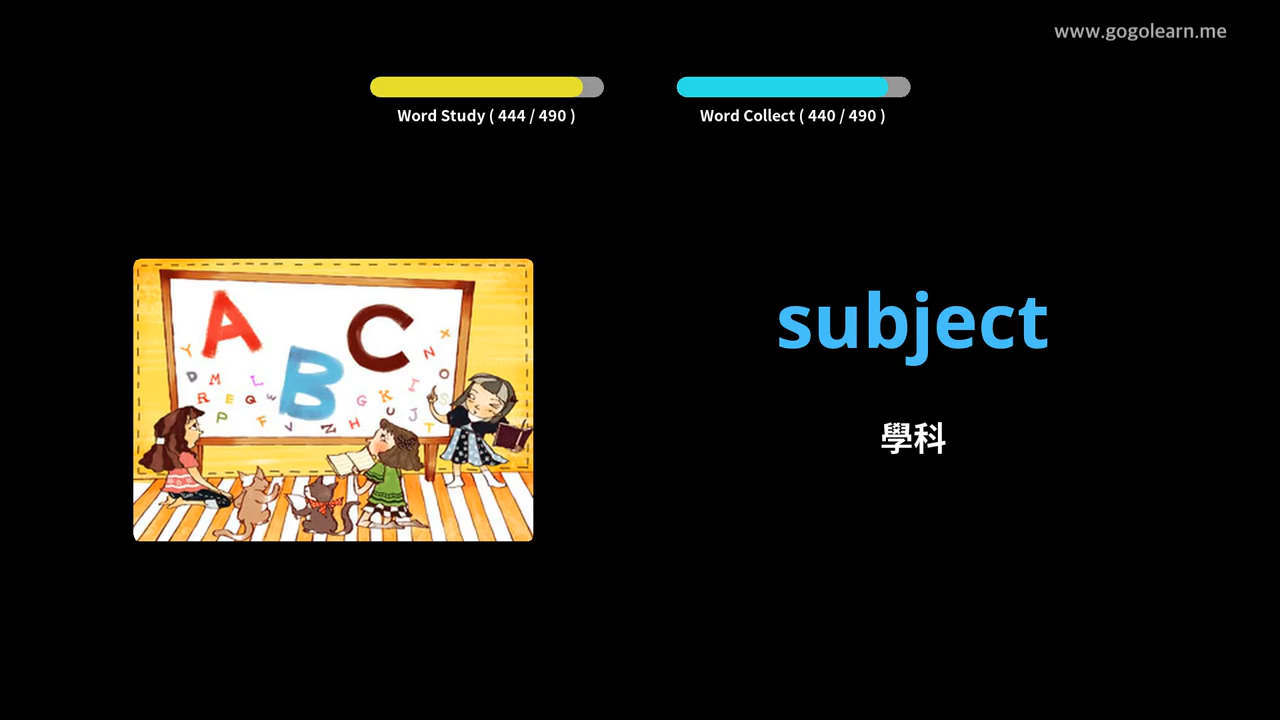 www.gogolearn.me
Word Study ( 444 / 490 )
Word Collect ( 440 / 490 )
A
B
C
X
Y
N
D M L O
R E Q W G K I S
P F V Z H U J T
subject
學科